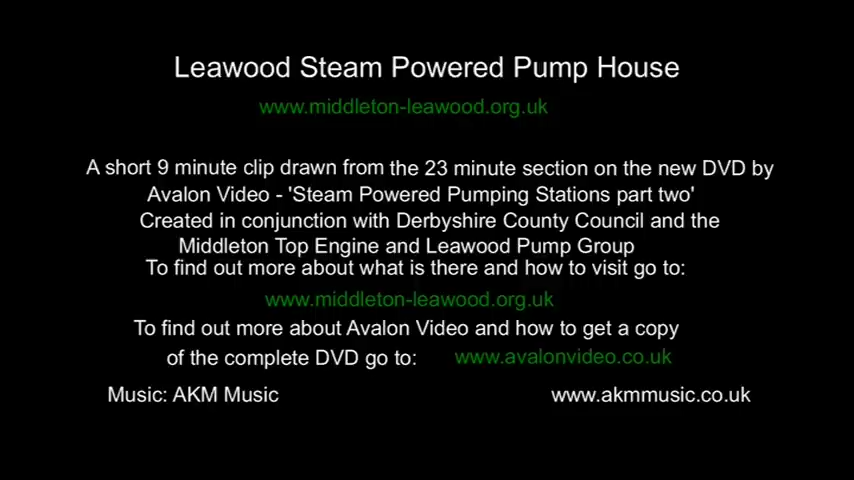 Leawood Steam Powered Pump House
www.middleton-leawood.org.uk
A short 9 minute clip drawn from the 23 minute section on the new DVD by
Avalon Video - 'Steam Powered Pumping Stations part two'
Created in conjunction with Derbyshire County Council and the
Middleton Top Engine and Leawood Pump Group
To find out more about what is there and how to visit go to:
www.middleton-leawood.org.uk
To find out more about Avalon Video and how to get a copy
of the complete DVD go to: www.avalonvideo.co.uk
Music: AKM Music www.akmmusic.co.uk